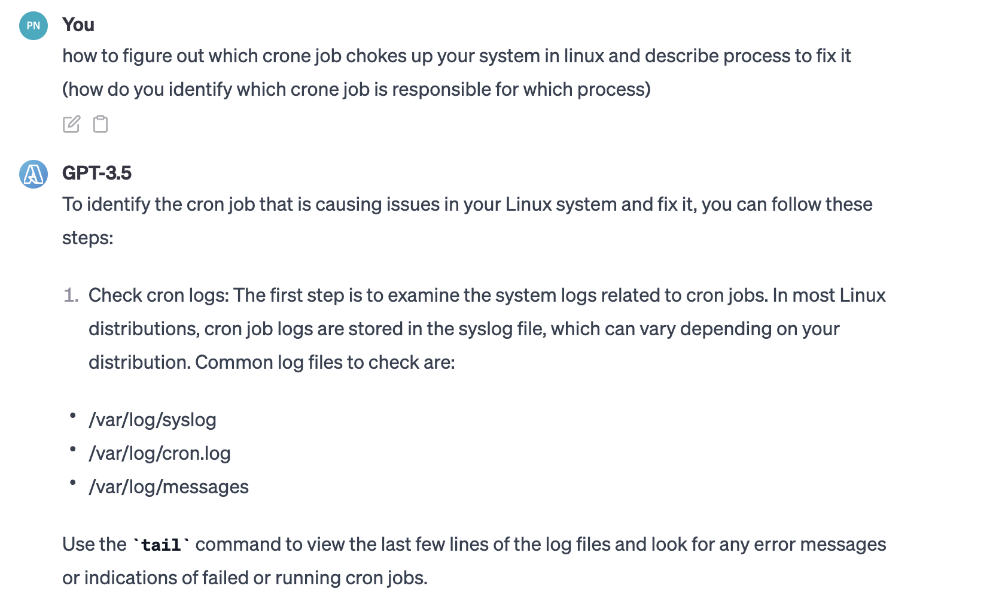 PN
You
how to figure out which crone job chokes up your system in linux and describe process to fix it
(how do you identify which crone job is responsible for which process)
GPT-3.5
To identify the cron job that is causing issues in your Linux system and fix it, you can follow these
steps:
1. Check cron logs: The first step is to examine the system logs related to cron jobs. In most Linux
distributions, cron job logs are stored in the syslog file, which can vary depending on your
distribution. Common log files to check are:
• /var/log/syslog
• /var/log/cron.log
• /var/log/messages
Use the `tail` command to view the last few lines of the log files and look for any error messages
or indications of failed or running cron jobs.